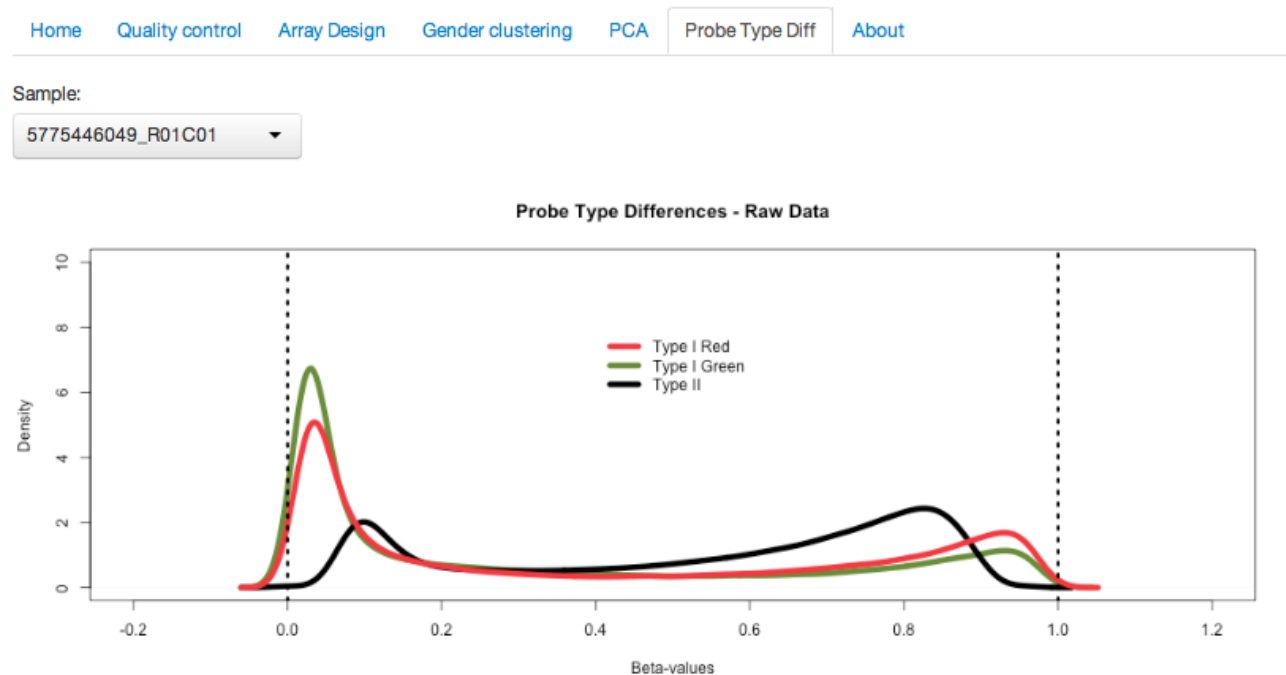 Home Quality control Array Design Gender clustering PCA Probe Type Diff About
Sample:
5775446049_R01C01
Probe Type Differences - Raw Data
10
8
6
4
2
0
Density
Type I Red
Type I Green
Type II
-0.2 0.0 0.2 0.4 0.6 0.8 1.0 1.2
Beta-values